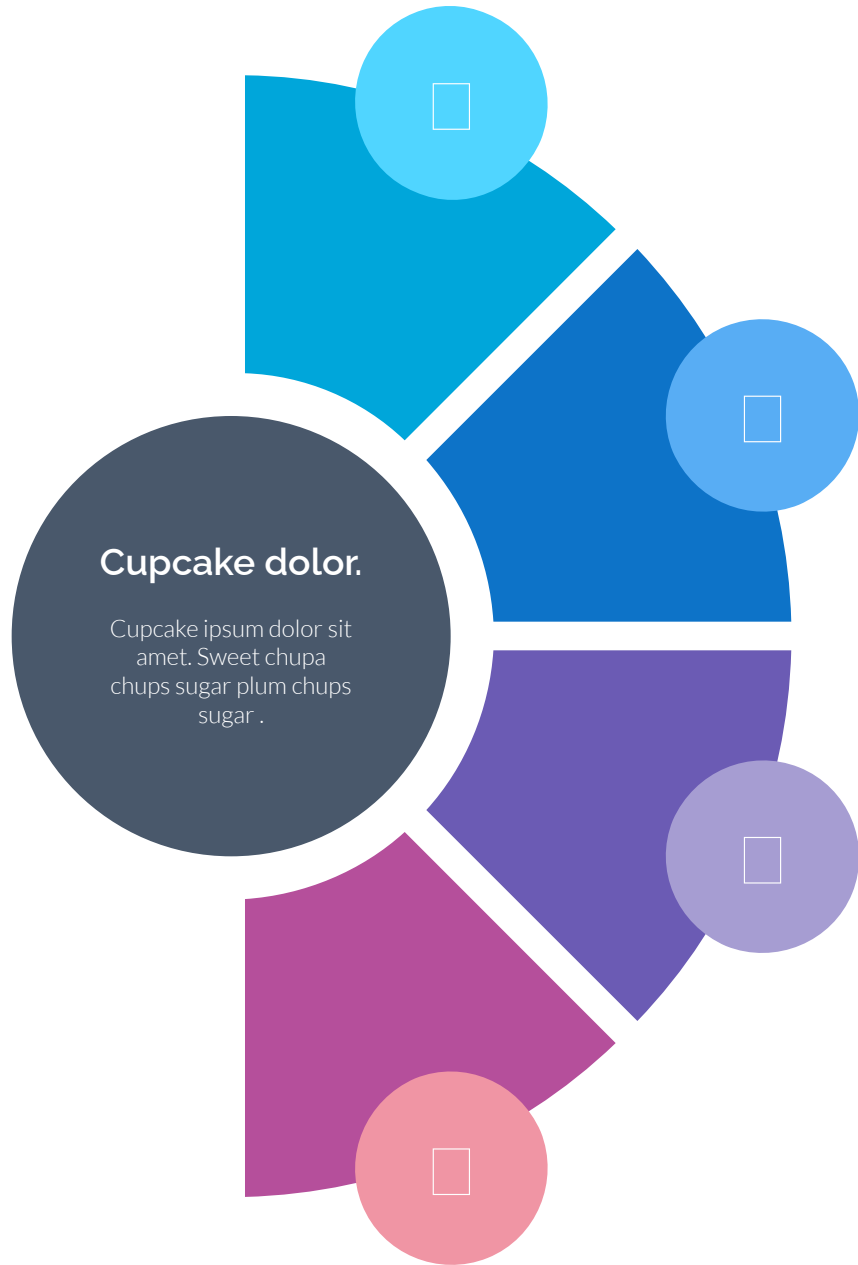 Cupcake dolor.
Cupcake ipsum dolor sit
amet. Sweet chupa
chups sugar plum chups
sugar .